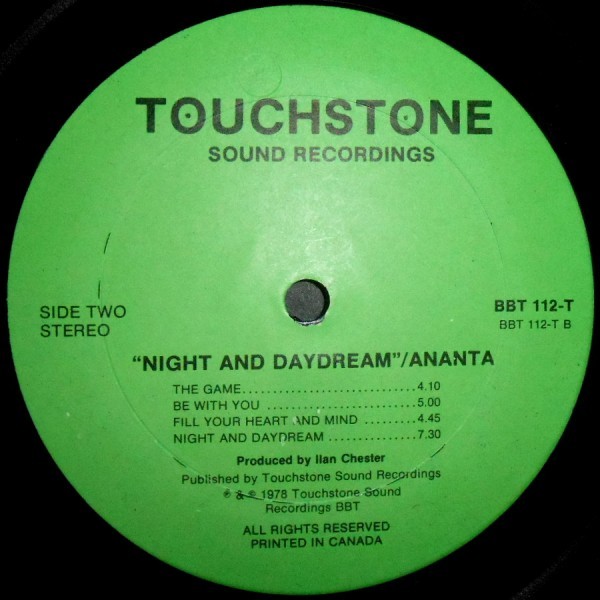 TOUCHSTONE
SOUND RECORDINGS
SIDE TWO
STEREO
BBT 112-T
BBT 112-T B
“NIGHT AND DAYDREAM”/ANANTA
THE GAME.............................4.10
BE WITH YOU .........................5.00
FILL YOUR HEART AND MIND .........4.45
NIGHT AND DAYDREAM ...............7.30
Produced by Ilan Chester
Published by Touchstone Sound Recordings
℗ & © 1978 Touchstone Sound
Recordings BBT
ALL RIGHTS RESERVED
PRINTED IN CANADA